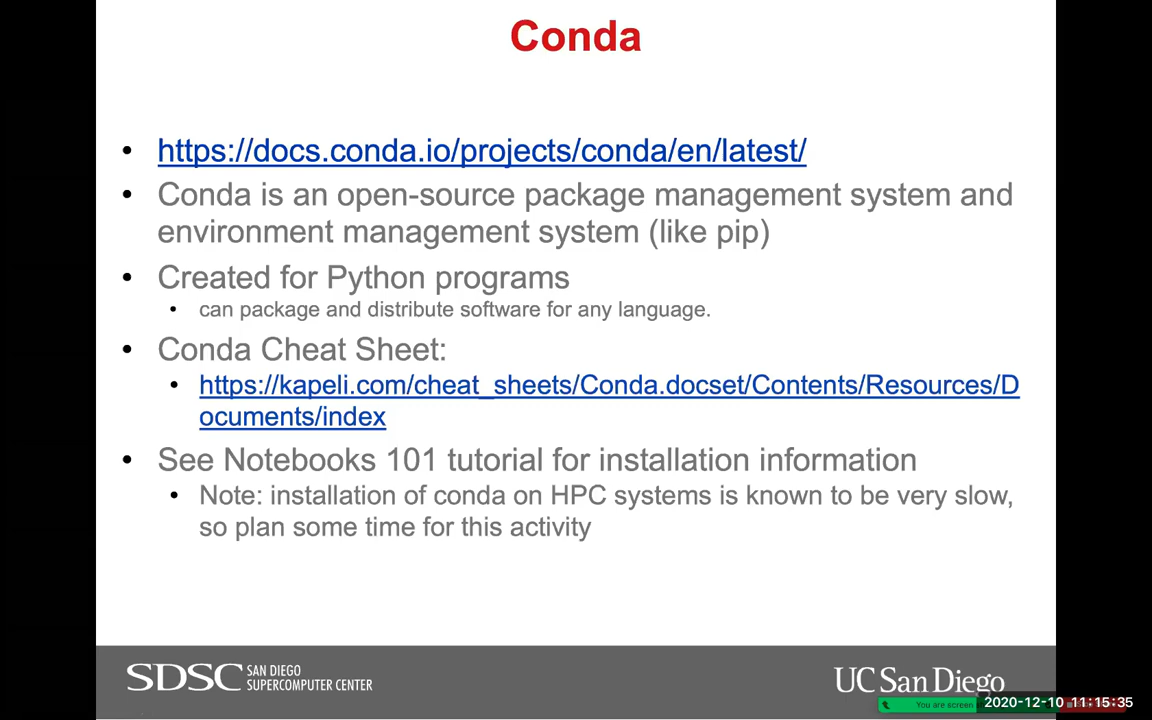 Conda
• https://docs.conda.io/projects/conda/en/latest/
• Conda is an open-source package management system and
environment management system (like pip)
• Created for Python programs
• can package and distribute software for any language.
• Conda Cheat Sheet:
• https://kapeli.com/cheat_sheets/Conda.docset/Contents/Resources/D
ocuments/index
• See Notebooks 101 tutorial for installation information
• Note: installation of conda on HPC systems is known to be very slow,
so plan some time for this activity
SDSC SAN DIEGO
SUPERCOMPUTER CENTER
UC San Diego
You are screen
2020-12-10 11:15:35